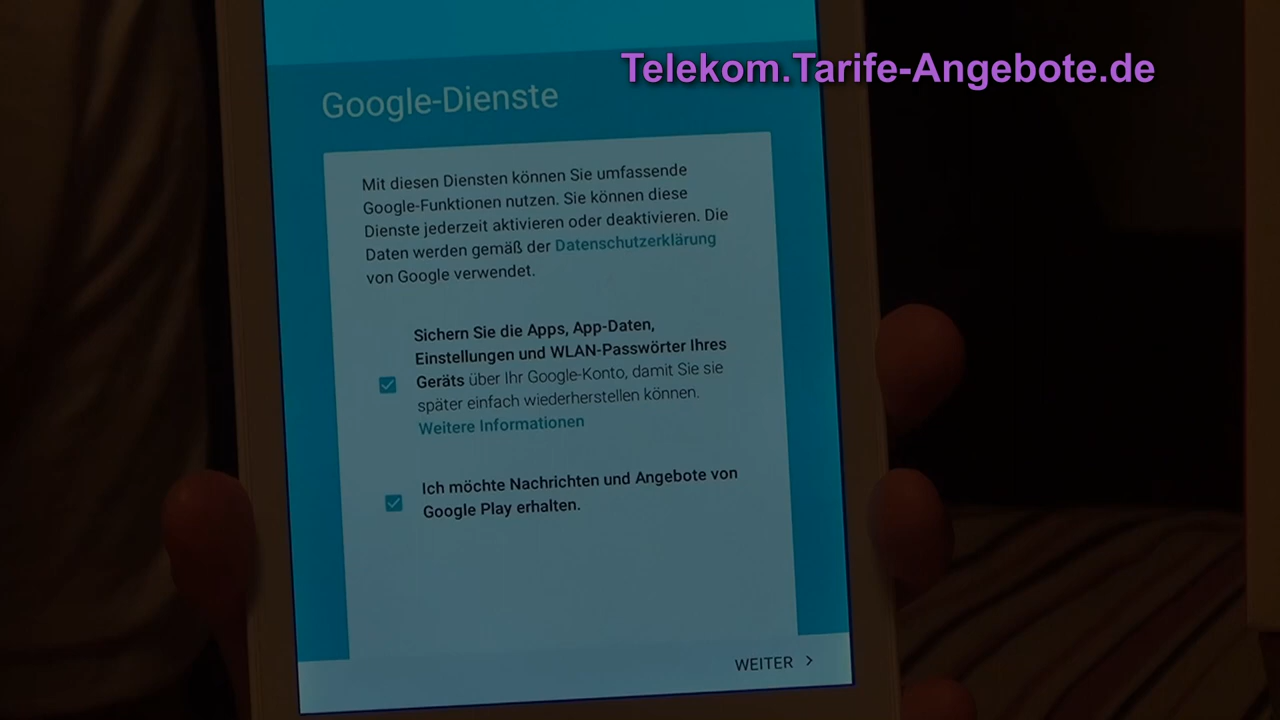 Telekom.Tarife-Angebote.de
Google-Dienste
Mit diesen Diensten können Sie umfassende
Google-Funktionen nutzen. Sie können diese
Dienste jederzeit aktivieren oder deaktivieren. Die
Daten werden gemäß der Datenschutzerklärung
von Google verwendet.
Sichern Sie die Apps, App-Daten,
Einstellungen und WLAN-Passwörter Ihres
Geräts über Ihr Google-Konto, damit Sie sie
später einfach wiederherstellen können.
Weitere Informationen
Ich möchte Nachrichten und Angebote von
Google Play erhalten.
WEITER >